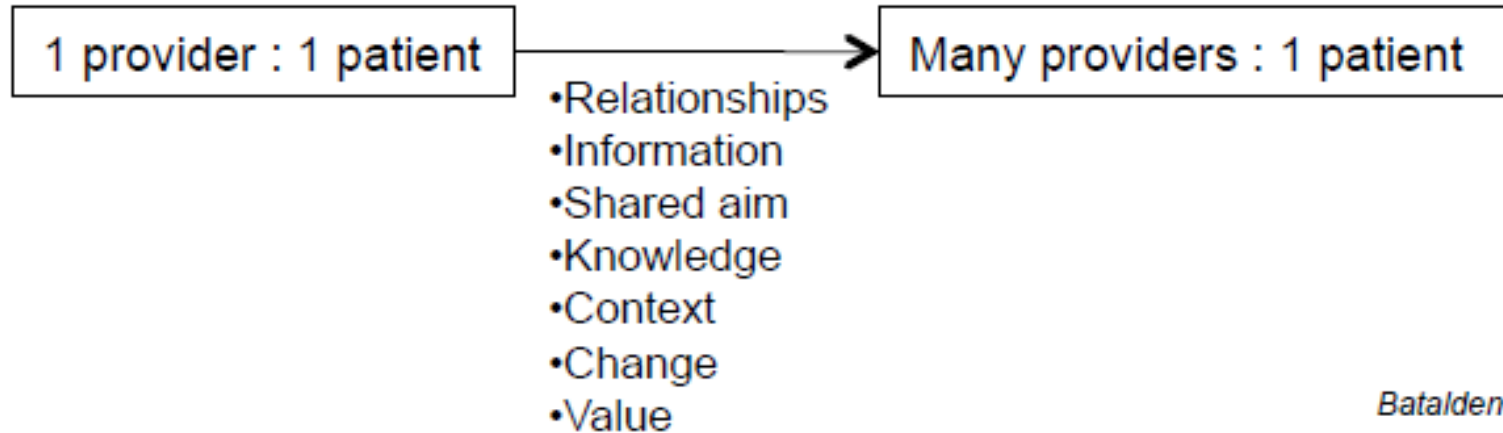 1 provider : 1 patient
Many providers : 1 patient
•Relationships
•Information
•Shared aim
•Knowledge
•Context
•Change
•Value
Batalden